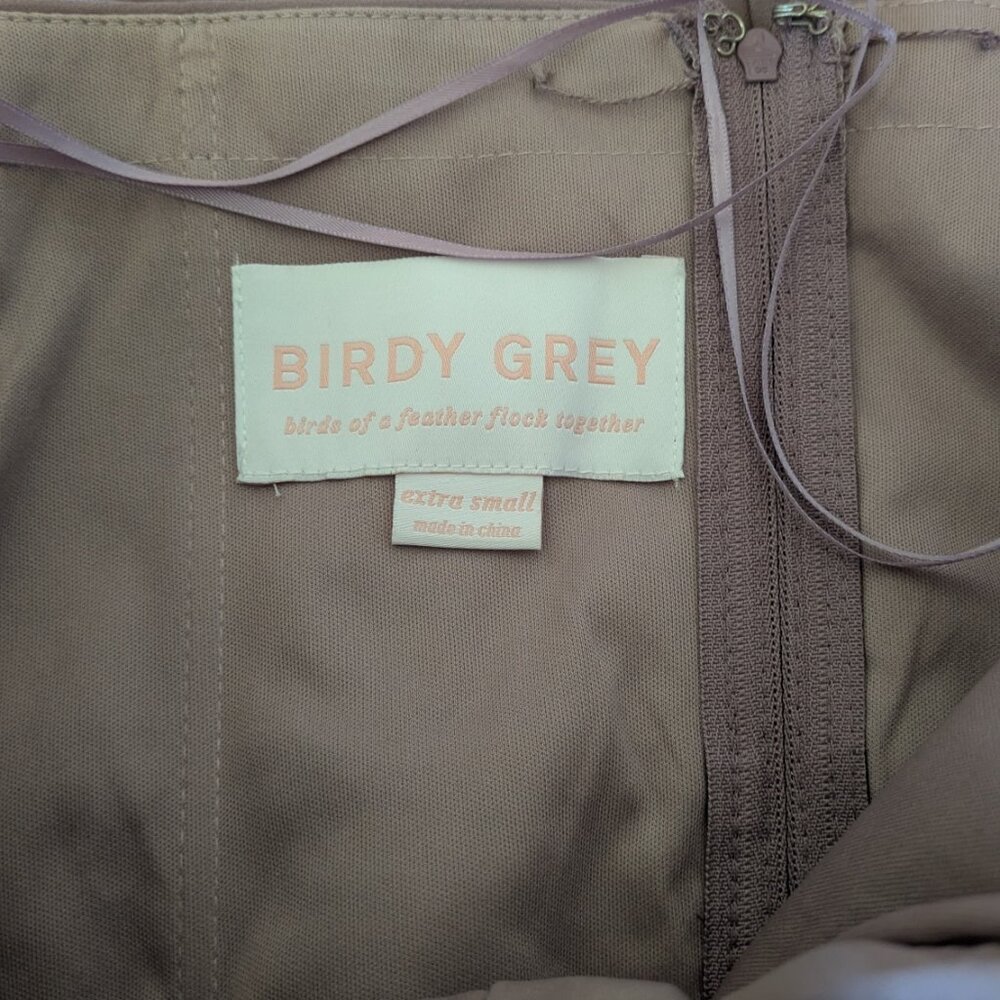 BIRDY GREY
birds of a feather flock together
extra small
made in china